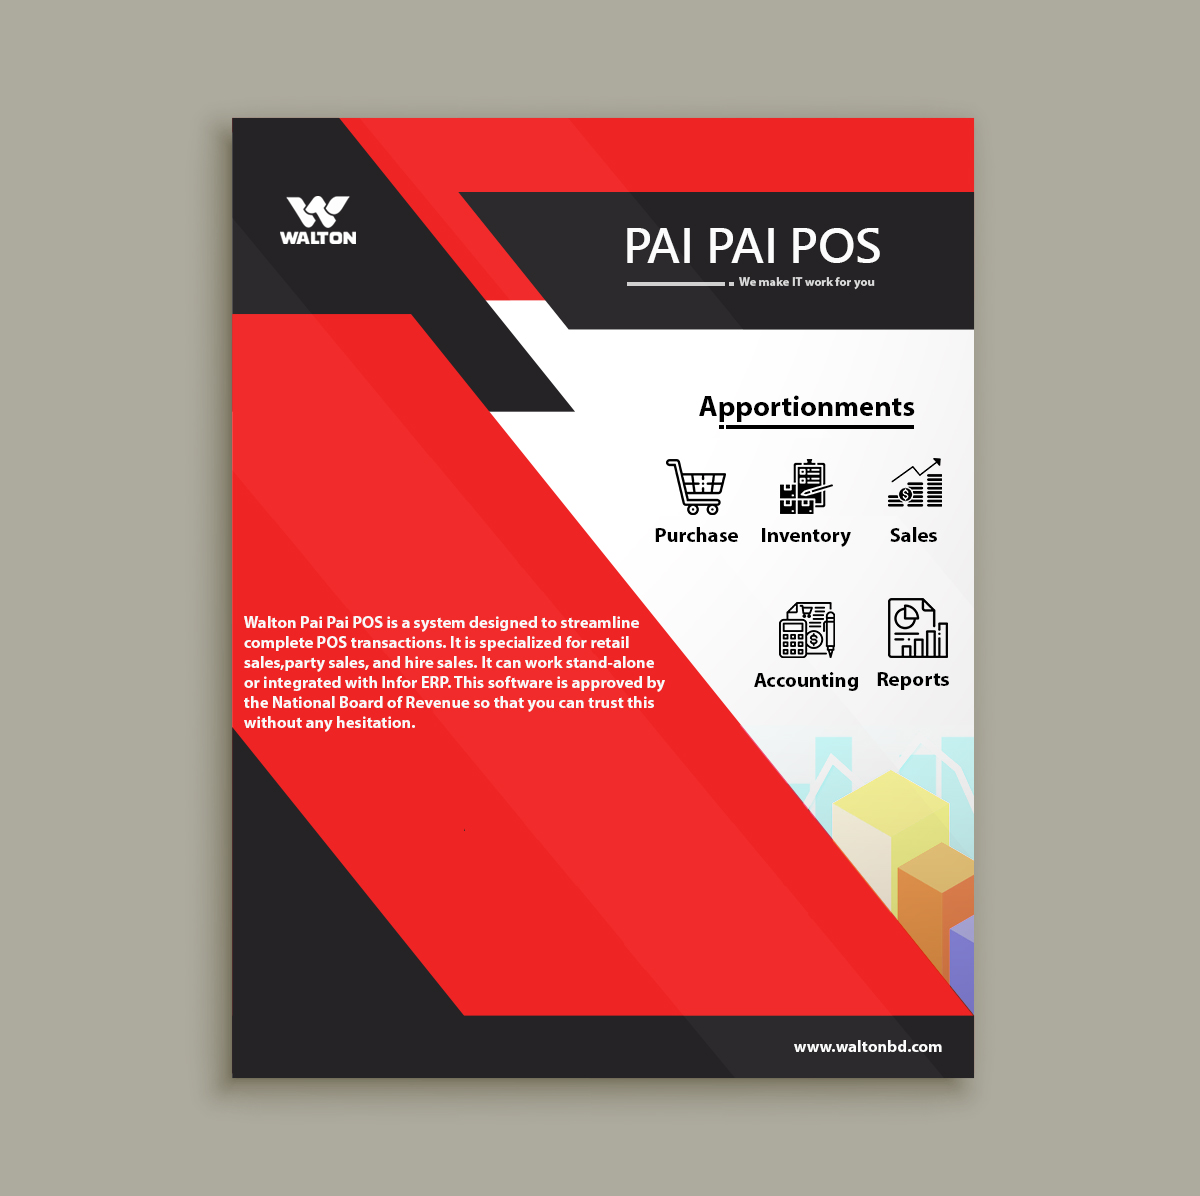 WALTON
PAI PAI POS
We make IT work for you
Apportionments
Purchase
Inventory
Sales
Accounting
Reports
Walton Pai Pai POS is a system designed to streamline
complete POS transactions. It is specialized for retail
sales,party sales, and hire sales. It can work stand-alone
or integrated with Infor ERP. This software is approved by
the National Board of Revenue so that you can trust this
without any hesitation.
www.waltonbd.com